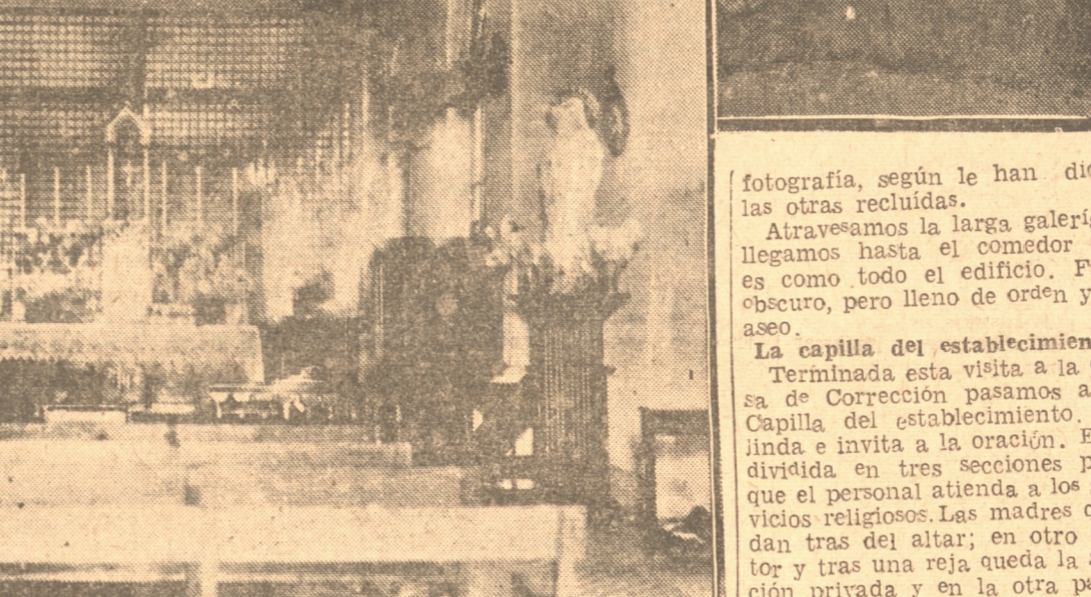 fotografía, según le han
las otras recluídas.
Atravesamos la larga
llegamos hasta el comedor
es como todo el edificio.
obscuro, pero lleno de orden y
aseo.
La capilla del
Terminada esta visita a la
sa de Corrección pasamos a
Capilla del establecimiento
linda e invita a la oración.
dividida en tres secciones
que el personal atienda a los
vicios religiosos. Las madres
dan tras del altar; en otro
tor y tras una reja queda la
ción privada y en la otra